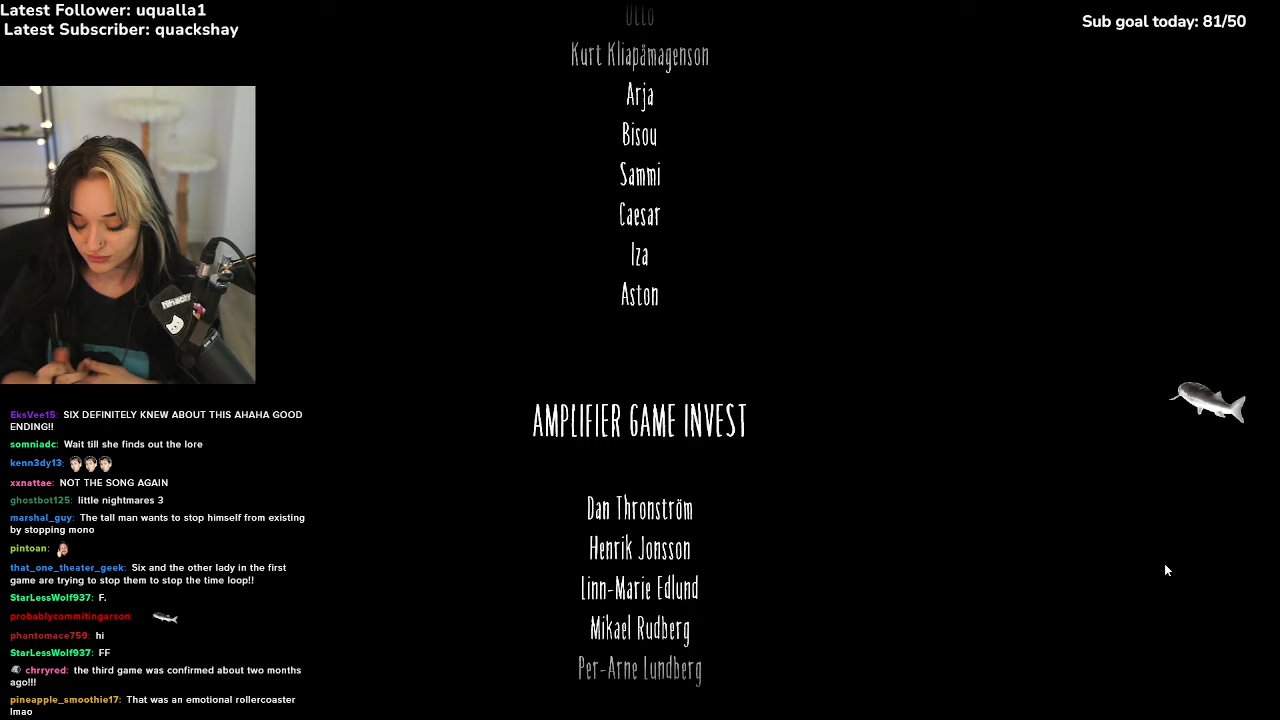 Latest Follower: uqualla1
Latest Subscriber: quackshay
Sub goal today: 81/50
Otto
Kurt Kliapåmagenson
Arja
Bisou
Sammi
Caesar
Iza
Aston
AMPLIFIER GAME INVEST
Dan Thronström
Henrik Jonsson
Linn-Marie Edlund
Mikael Rudberg
Per-Arne Lundberg
EksVee15: SIX DEFINITELY KNEW ABOUT THIS AHAHA GOOD
ENDING!!
somniadc: Wait till she finds out the lore
kenn3dy13:
xxnattae: NOT THE SONG AGAIN
ghostbot125: little nightmares 3
marshal_guy: The tall man wants to stop himself from existing
by stopping mono
pintoan:
that_one_theater_geek: Six and the other lady in the first
game are trying to stop them to stop the time loop!!
StarLessWolf937: F.
probablycommitingarson:
phantomace759: hi
StarLessWolf937: FF
chrryred: the third game was confirmed about two months
ago!!!
pineapple_smoothie17: That was an emotional rollercoaster
lmao